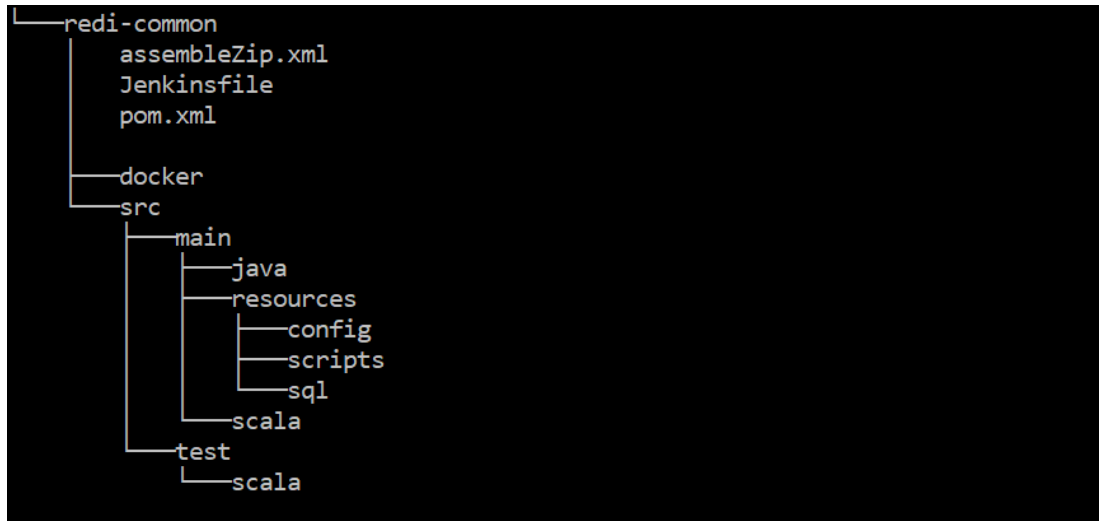 redi-common
assembleZip.xml
Jenkinsfile
pom.xml
docker
src
main
java
resources
config
scripts
sql
scala
test
scala